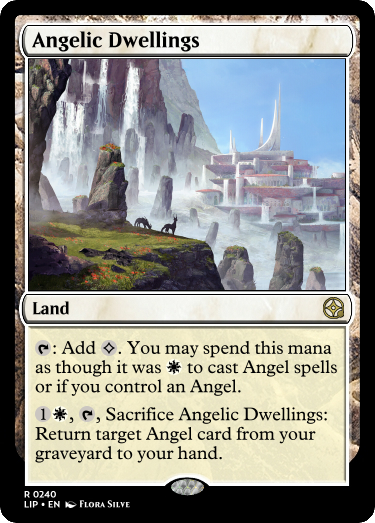 Angelic Dwellings
Land
: Add . You may spend this mana
as though it was to cast Angel spells
or if you control an Angel.
1 , , Sacrifice Angelic Dwellings:
Return target Angel card from your
graveyard to your hand.
R 0240
LIP • EN Flora Silve